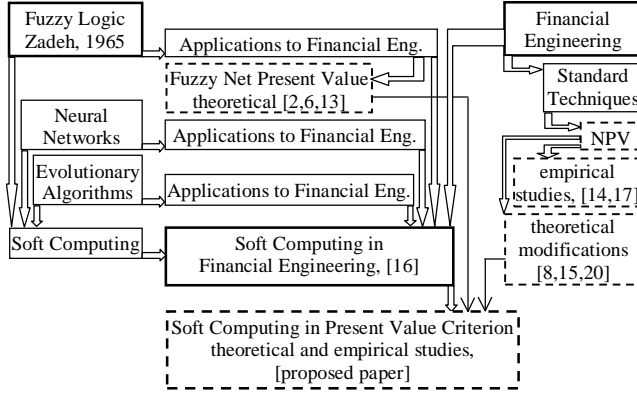 Fuzzy Logic
Zadeh, 1965
Applications to Financial Eng.
Financial
Engineering
Fuzzy Net Present Value
theoretical [2,6,13]
Standard
Techniques
Neural
Networks
Applications to Financial Eng.
NPV
Evolutionary
Algorithms
Applications to Financial Eng.
empirical
studies, [14,17]
Soft Computing
Soft Computing in
Financial Engineering, [16]
theoretical
modifications
[8,15,20]
Soft Computing in Present Value Criterion
theoretical and empirical studies,
[proposed paper]